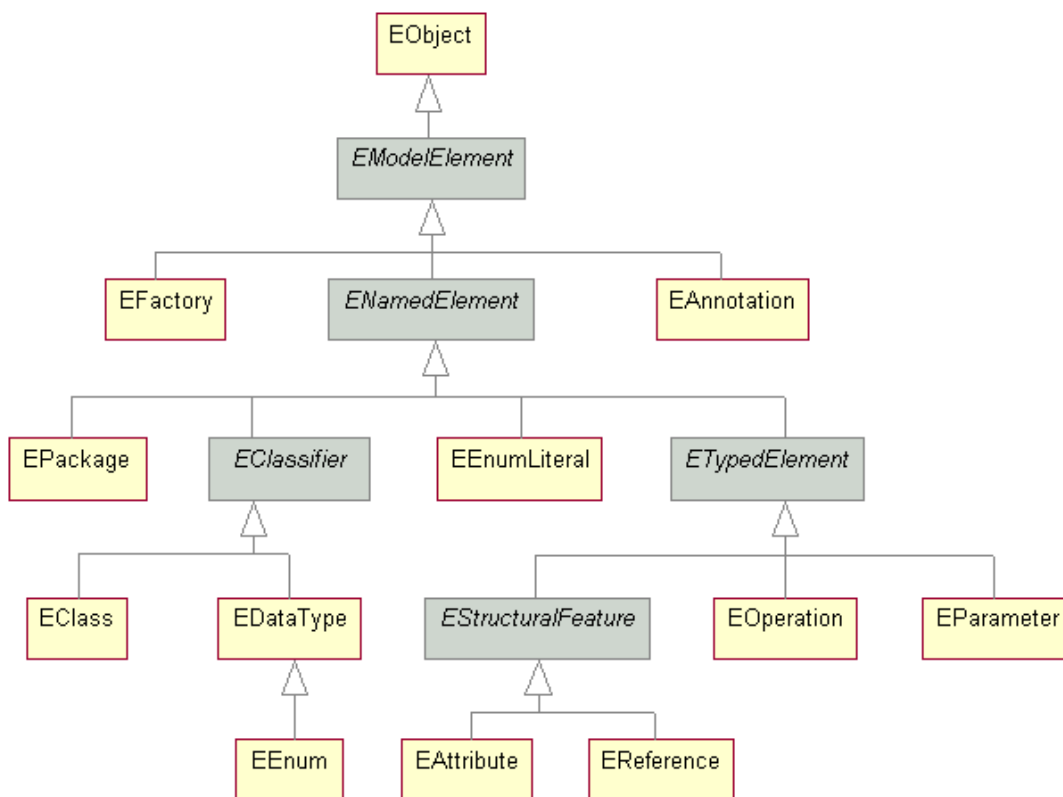 EObject
EModelElement
EFactory
ENamedElement
EAnnotation
EPackage
EClassifier
EEnumLiteral
ETypedElement
EClass
EDataType
EStructuralFeature
EOperation
EParameter
EEnum
EAttribute
EReference